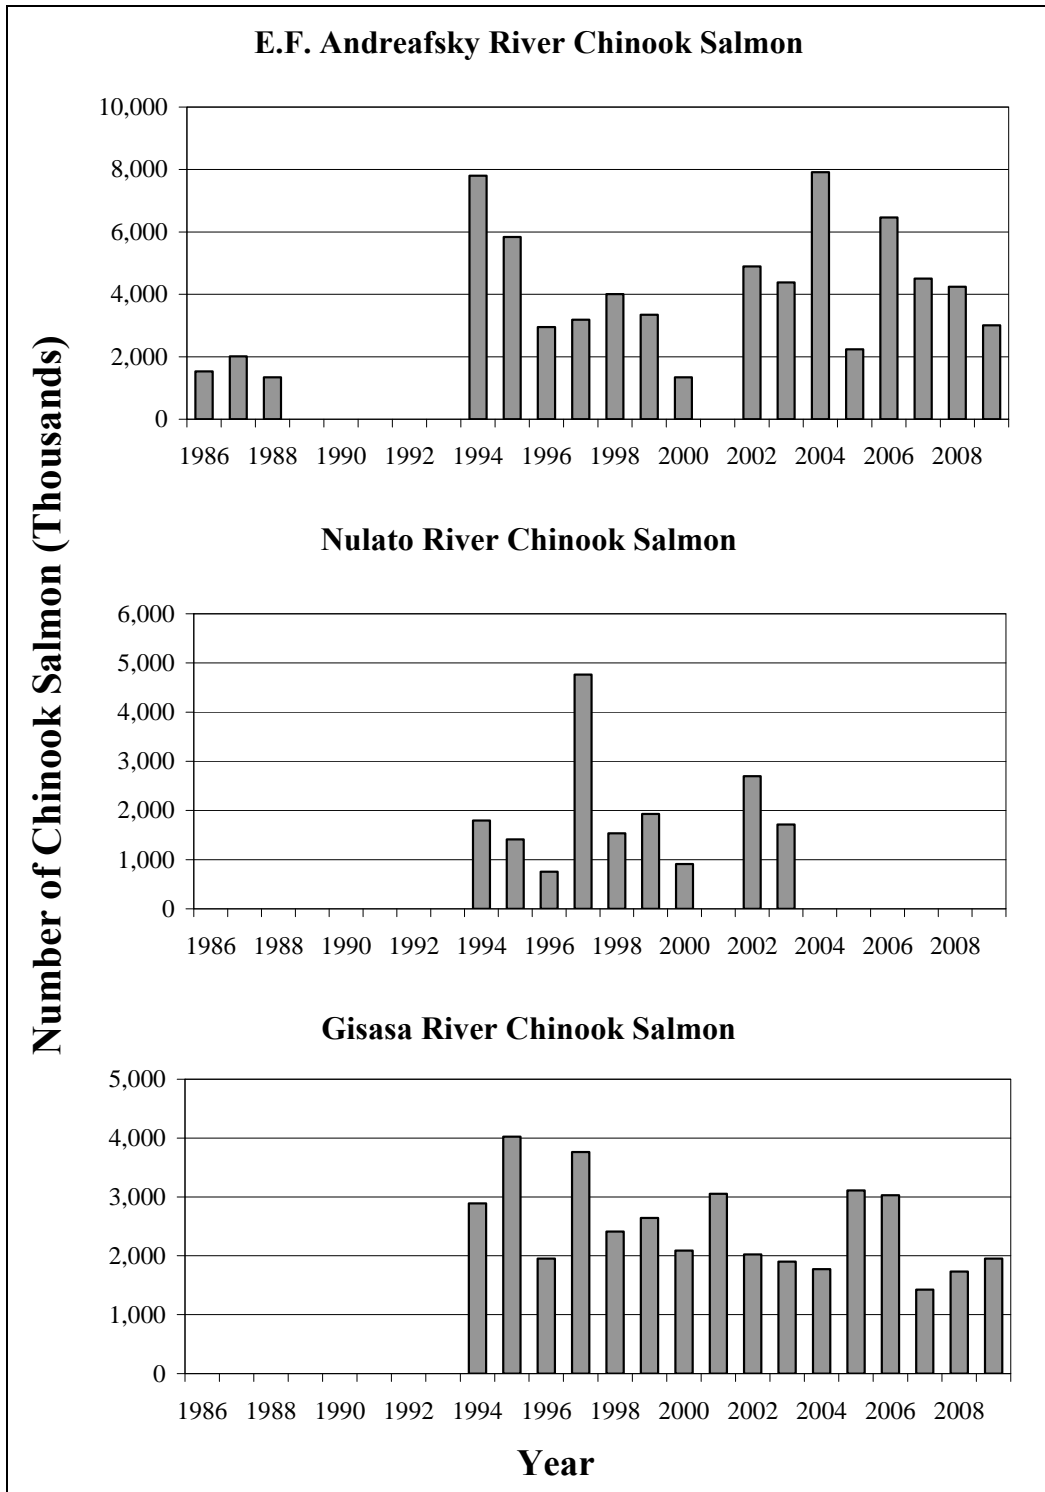 E.F. Andreafsky River Chinook Salmon
10,000
8,000
6,000
4,000
2,000
0
1986 1988 1990 1992 1994 1996 1998 2000 2002 2004 2006 2008
Number of Chinook Salmon (Thousands)
Nulato River Chinook Salmon
6,000
5,000
4,000
3,000
2,000
1,000
0
1986 1988 1990 1992 1994 1996 1998 2000 2002 2004 2006 2008
Gisasa River Chinook Salmon
5,000
4,000
3,000
2,000
1,000
0
1986 1988 1990 1992 1994 1996 1998 2000 2002 2004 2006 2008
Year